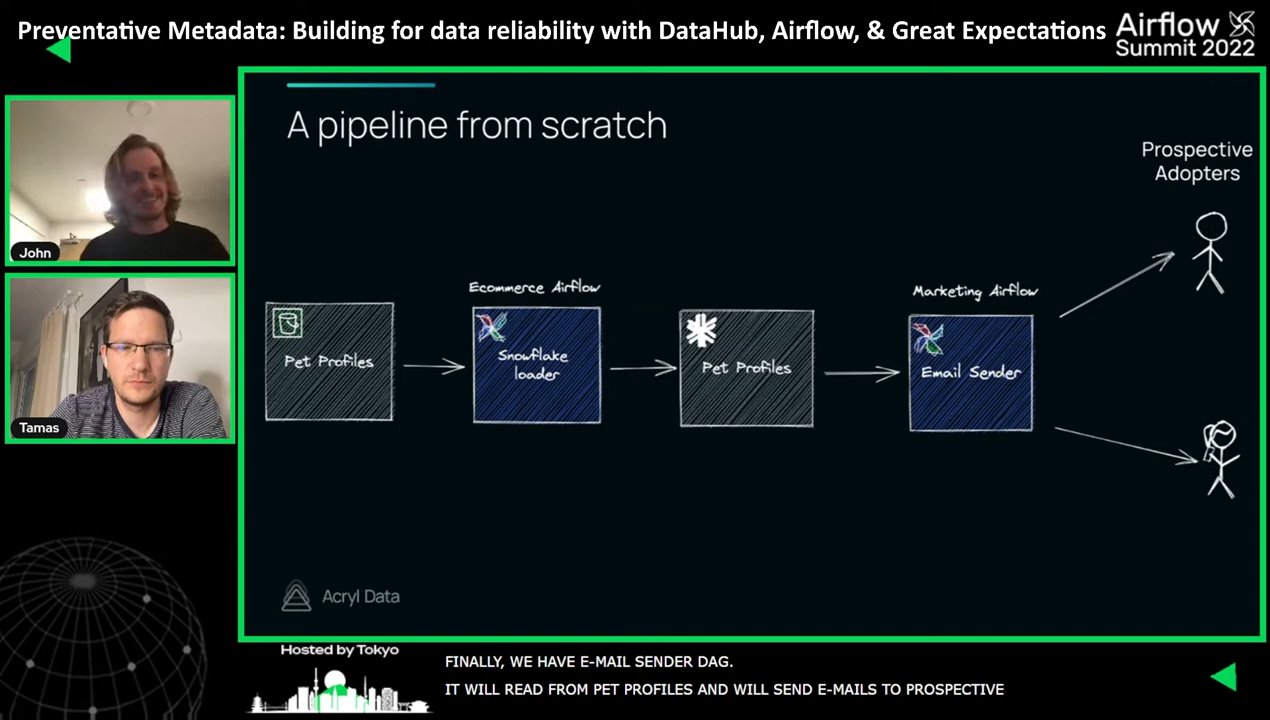 Preventative Metadata: Building for data reliability with DataHub, Airflow, & Great Expectations
Airflow
Summit 2022
John
Tamas
A pipeline from scratch
Prospective
Adopters
Pet Profiles
Ecommerce Airflow
Snowflake
loader
Pet Profiles
Marketing Airflow
Email Sender
Acryl Data
Hosted by Tokyo
FINALLY, WE HAVE E-MAIL SENDER DAG.
IT WILL READ FROM PET PROFILES AND WILL SEND E-MAILS TO PROSPECTIVE